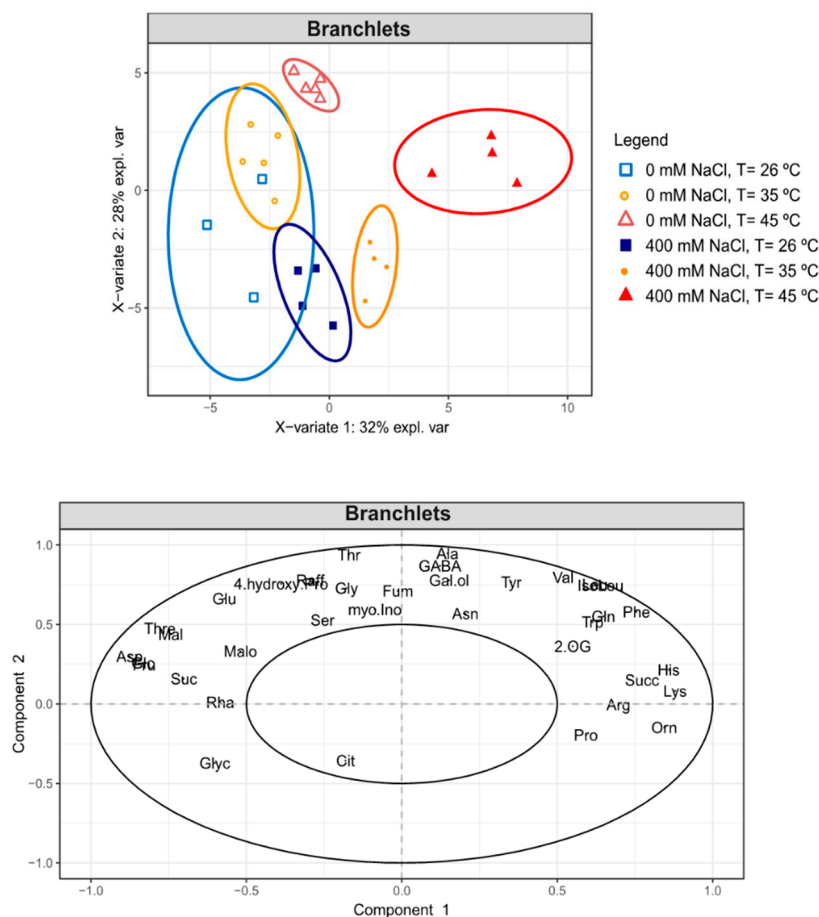 Branchlets
5
0
−5
−5
0
5
10
X−variate 2: 28% expl. var
X−variate 1: 32% expl. var
Legend
0 mM NaCl, T= 26 ºC
0 mM NaCl, T= 35 ºC
0 mM NaCl, T= 45 ºC
400 mM NaCl, T= 26 ºC
400 mM NaCl, T= 35 ºC
400 mM NaCl, T= 45 ºC
Branchlets
1.0
0.5
0.0
−0.5
−1.0
Component 2
Thr
Ala
GABA
4.hydroxy.Pro
Gal.ol
Tyr
Val
Gly
Fum
Glu
myo.Ino
Asn
Phe
Gln
Trp
Ser
Thre
Mal
Malo
2.OG
Asp
Suc
His
Succ
Lys
Rha
Arg
Orn
Pro
Glyc
Cit
−1.0
−0.5
0.0
0.5
1.0
Component 1